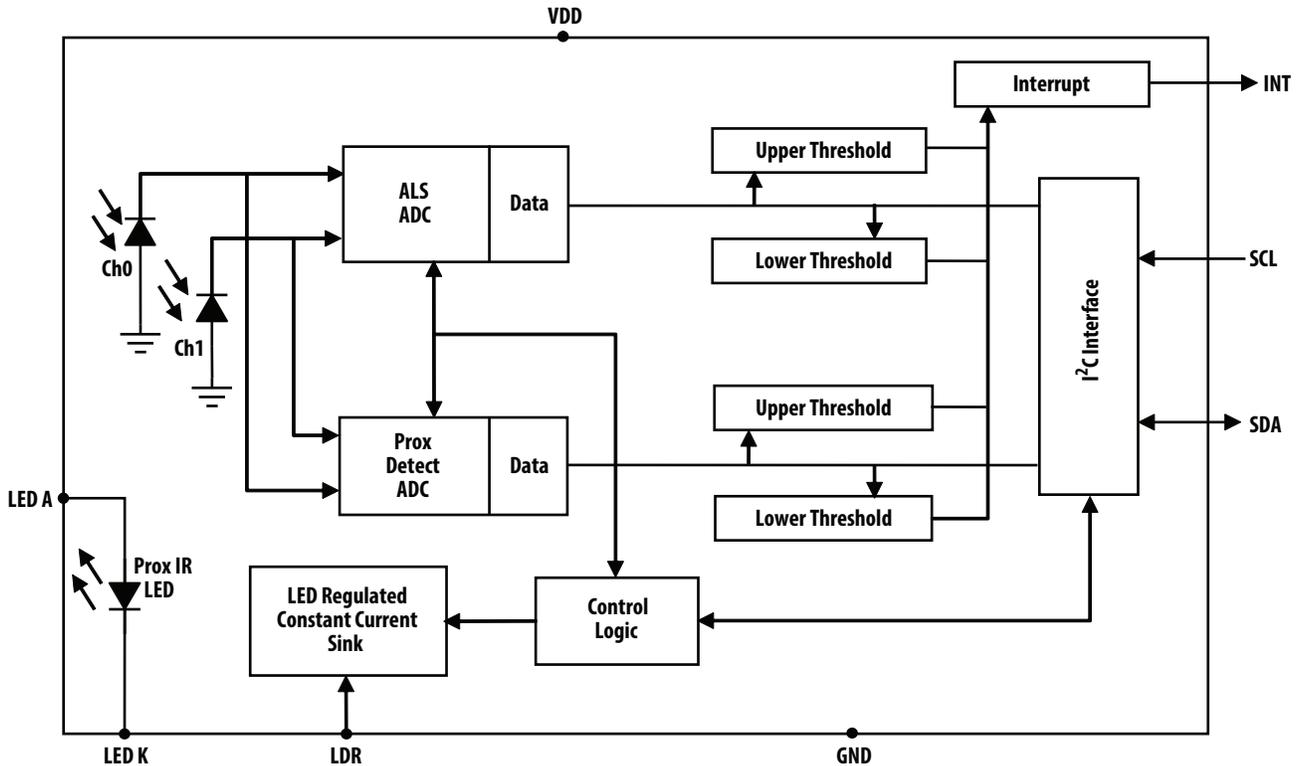 VDD
Interrupt
INT
Upper Threshold
ALS
ADC
Data
Lower Threshold
SCL
Ch0
Ch1
I²C Interface
Upper Threshold
SDA
Prox
Detect
ADC
Data
LED A
Lower Threshold
Prox IR
LED
LED Regulated
Constant Current
Sink
Control
Logic
LED K
LDR
GND